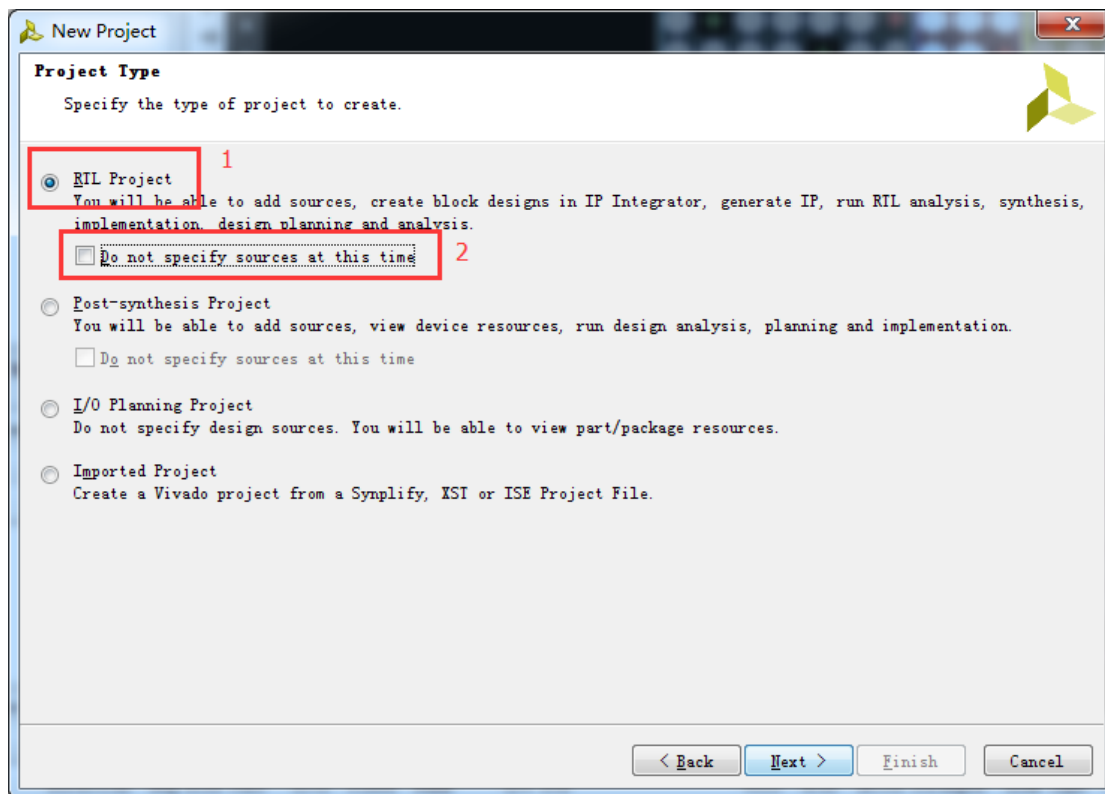 New Project
Project Type
Specify the type of project to create.
1
RTL Project
You will be able to add sources, create block designs in IP Integrator, generate IP, run RTL analysis, synthesis,
implementation, design planning and analysis.
Do not specify sources at this time
2
Post-synthesis Project
You will be able to add sources, view device resources, run design analysis, planning and implementation.
Do not specify sources at this time
I/O Planning Project
Do not specify design sources. You will be able to view part/package resources.
Imported Project
Create a Vivado project from a Synplify, XST or ISE Project File.
< Back
Next >
Finish
Cancel